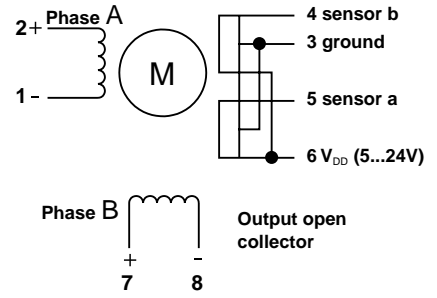 2+ Phase A
1 -
M
4 sensor b
3 ground
5 sensor a
6 V_DD (5...24V)
Phase B
+ -
7 8
Output open
collector